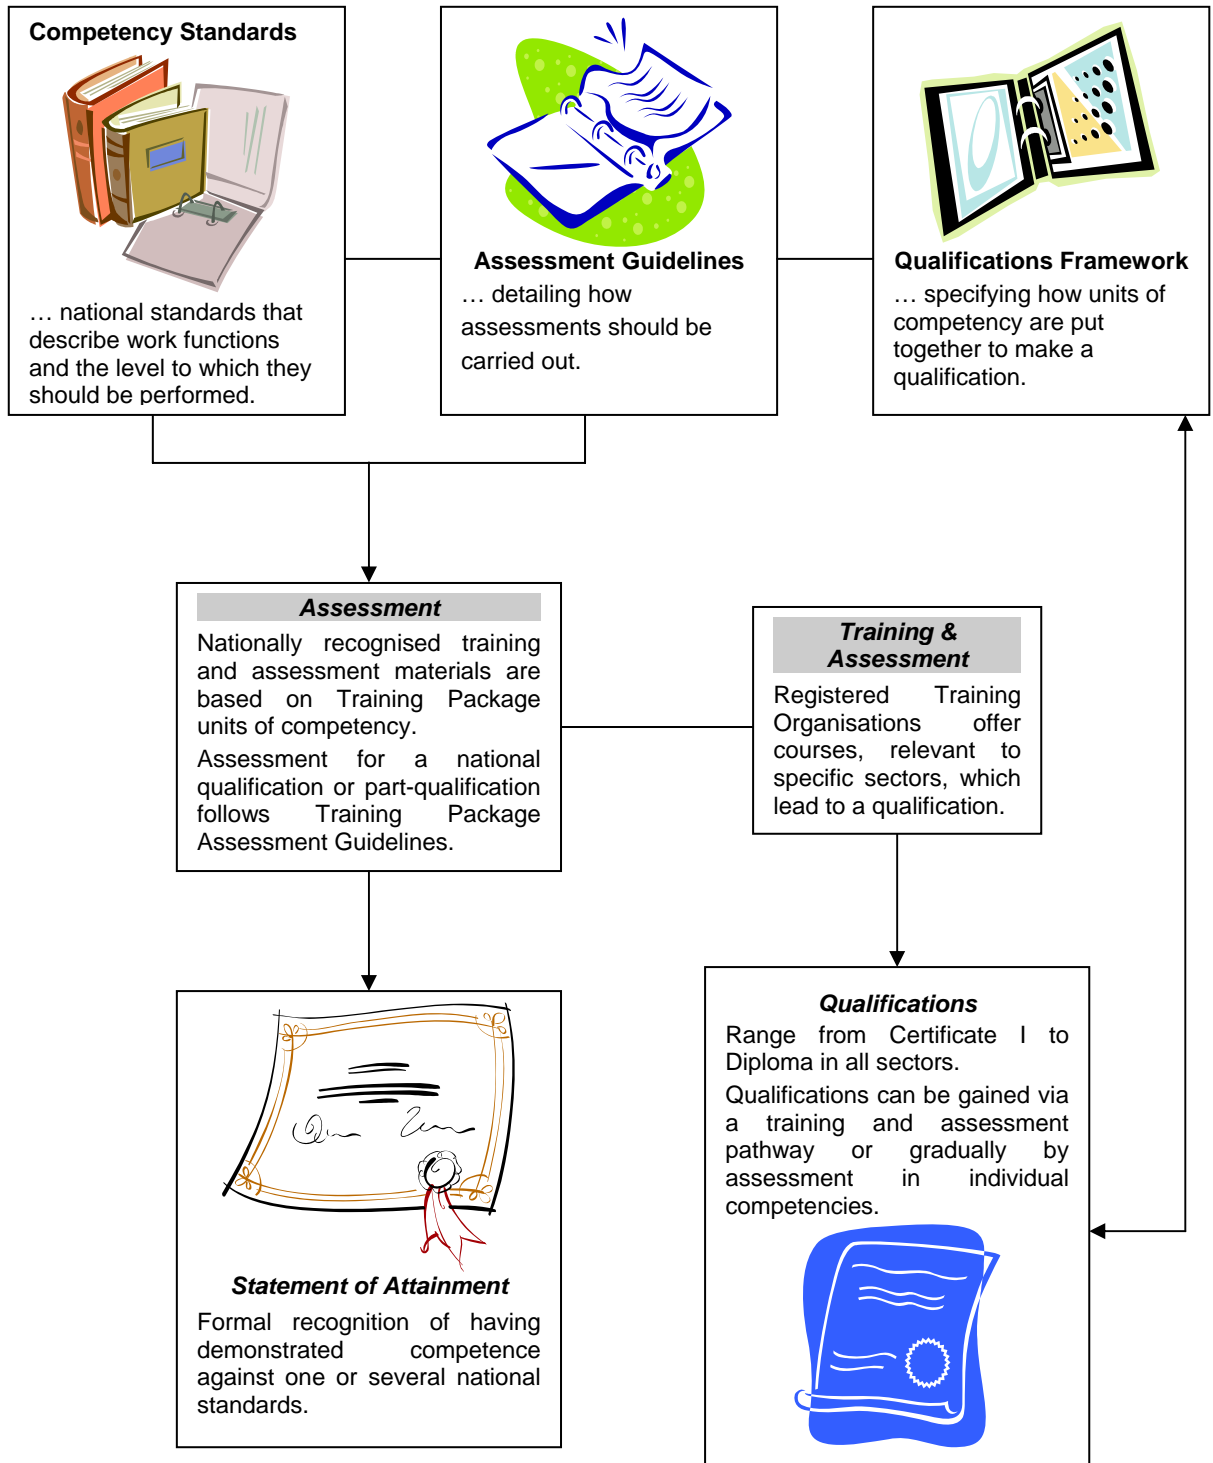 Competency Standards
… national standards that
describe work functions
and the level to which they
should be performed.
Assessment Guidelines
… detailing how
assessments should be
carried out.
Qualifications Framework
… specifying how units of
competency are put
together to make a
qualification.
Assessment
Nationally recognised training
and assessment materials are
based on Training Package
units of competency.
Assessment for a national
qualification or part-qualification
follows Training Package
Assessment Guidelines.
Training &
Assessment
Registered Training
Organisations offer
courses, relevant to
specific sectors, which
lead to a qualification.
Statement of Attainment
Formal recognition of having
demonstrated competence
against one or several national
standards.
Qualifications
Range from Certificate I to
Diploma in all sectors.
Qualifications can be gained via
a training and assessment
pathway or gradually by
assessment in individual
competencies.